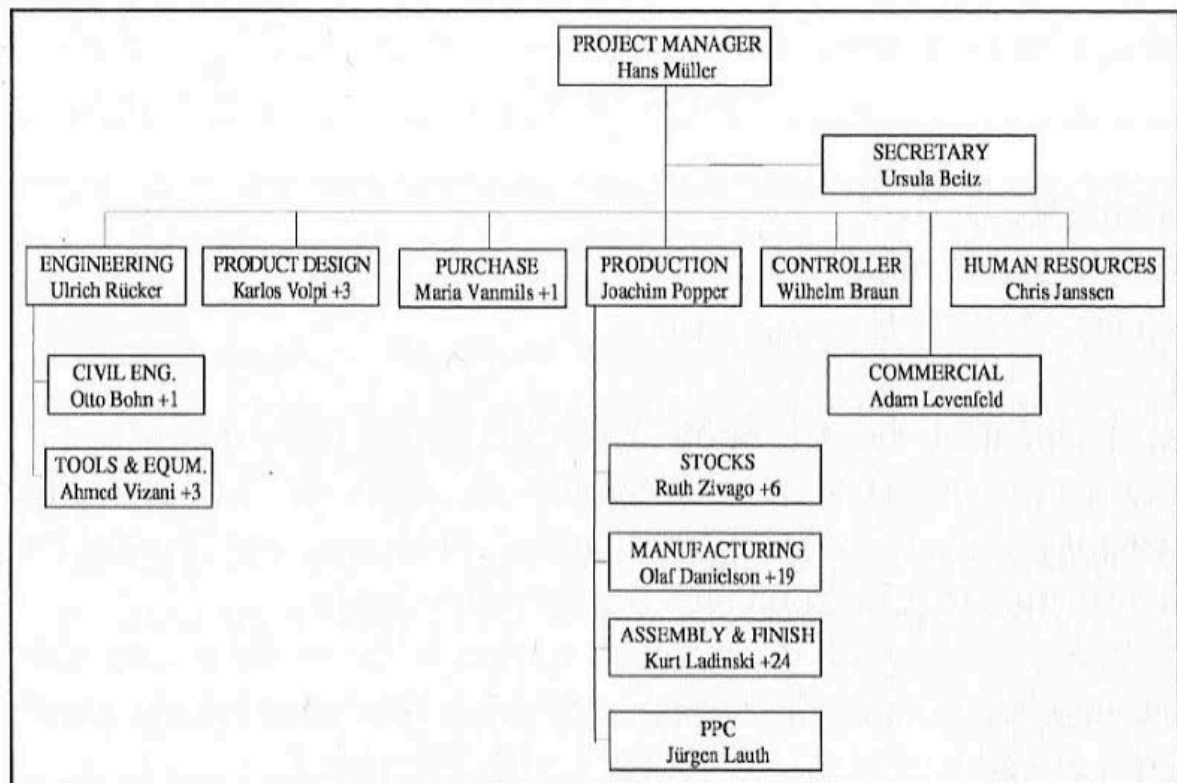 PROJECT MANAGER
Hans Müller
SECRETARY
Ursula Beitz
ENGINEERING
Ulrich Rücker
PRODUCT DESIGN
Karlos Volpi +3
PURCHASE
Maria Vanmils +1
PRODUCTION
Joachim Popper
CONTROLLER
Wilhelm Braun
HUMAN RESOURCES
Chris Janssen
CIVIL ENG.
Otto Bohn +1
COMMERCIAL
Adam Levenfeld
TOOLS & EQUM.
Ahmed Vizani +3
STOCKS
Ruth Zivago +6
MANUFACTURING
Olaf Danielson +19
ASSEMBLY & FINISH
Kurt Ladinski +24
PPC
Jürgen Lauth